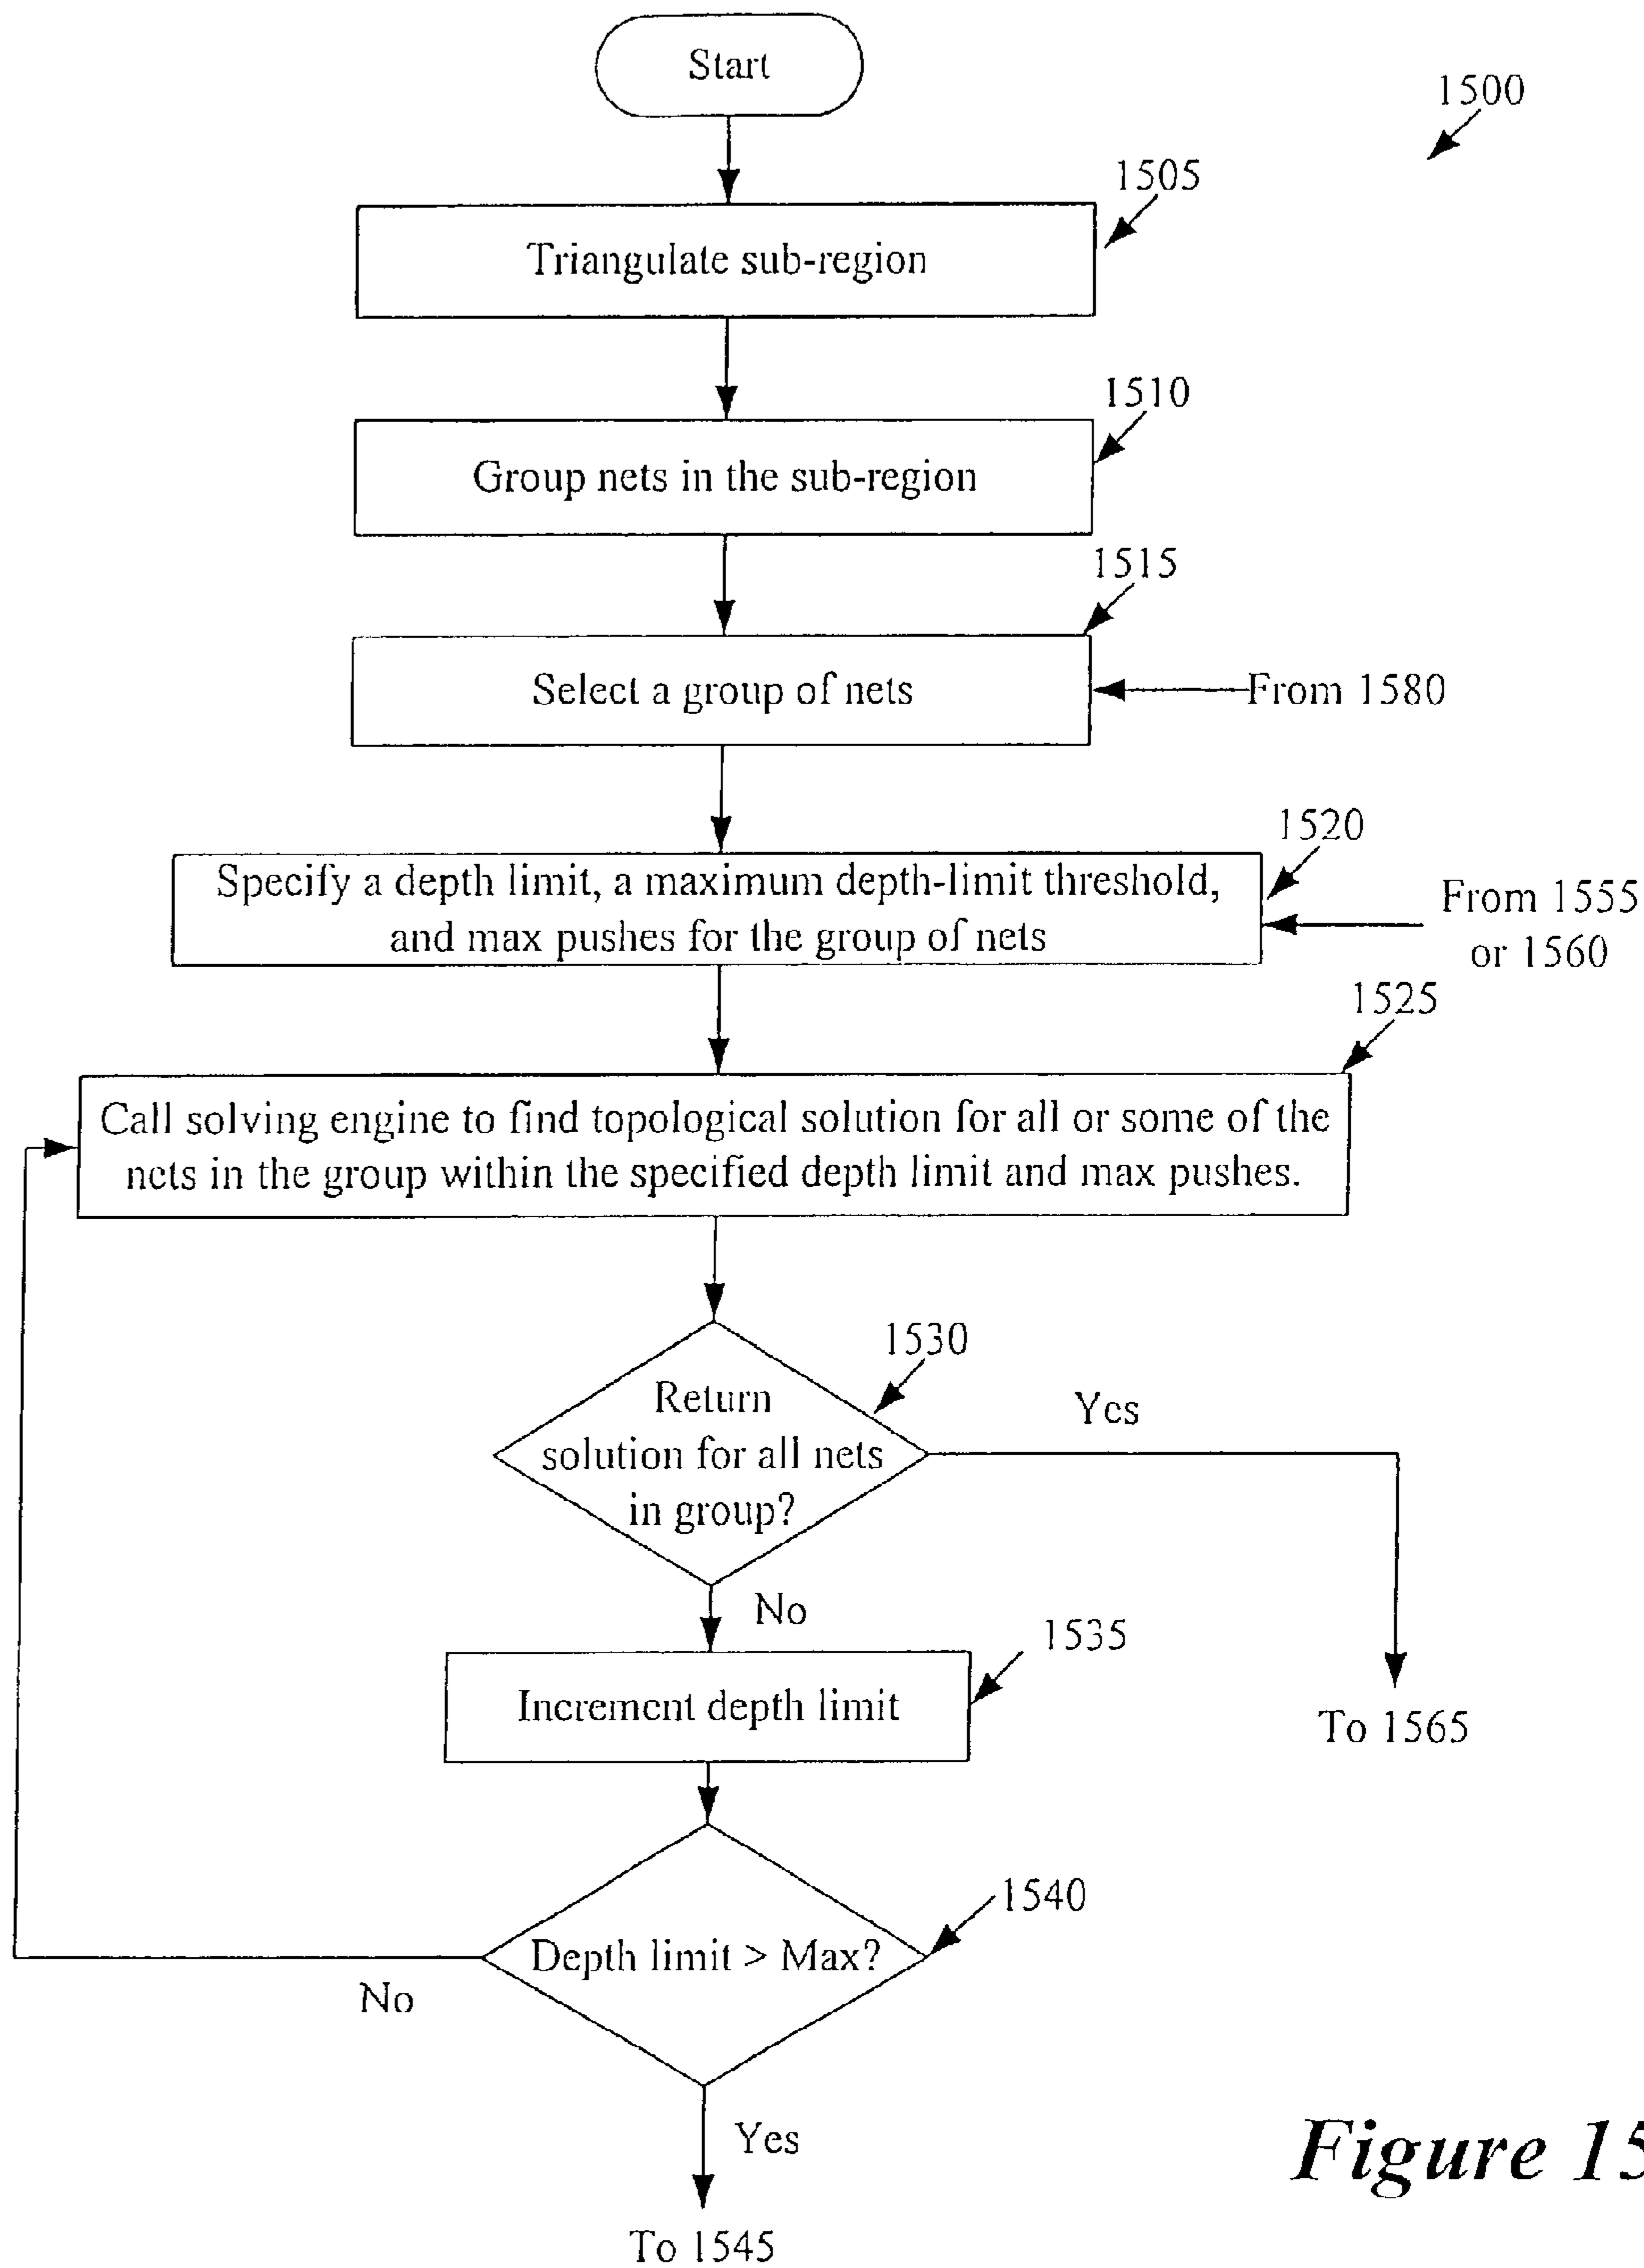 Start
1500
1505
Triangulate sub-region
1510
Group nets in the sub-region
1515
Select a group of nets
From 1580
1520
Specify a depth limit, a maximum depth-limit threshold,
and max pushes for the group of nets
From 1555
or 1560
1525
Call solving engine to find topological solution for all or some of the
nets in the group within the specified depth limit and max pushes.
1530
Return
solution for all nets
in group?
Yes
No
1535
Increment depth limit
To 1565
1540
Depth limit > Max?
No
Yes
To 1545
Figure 15